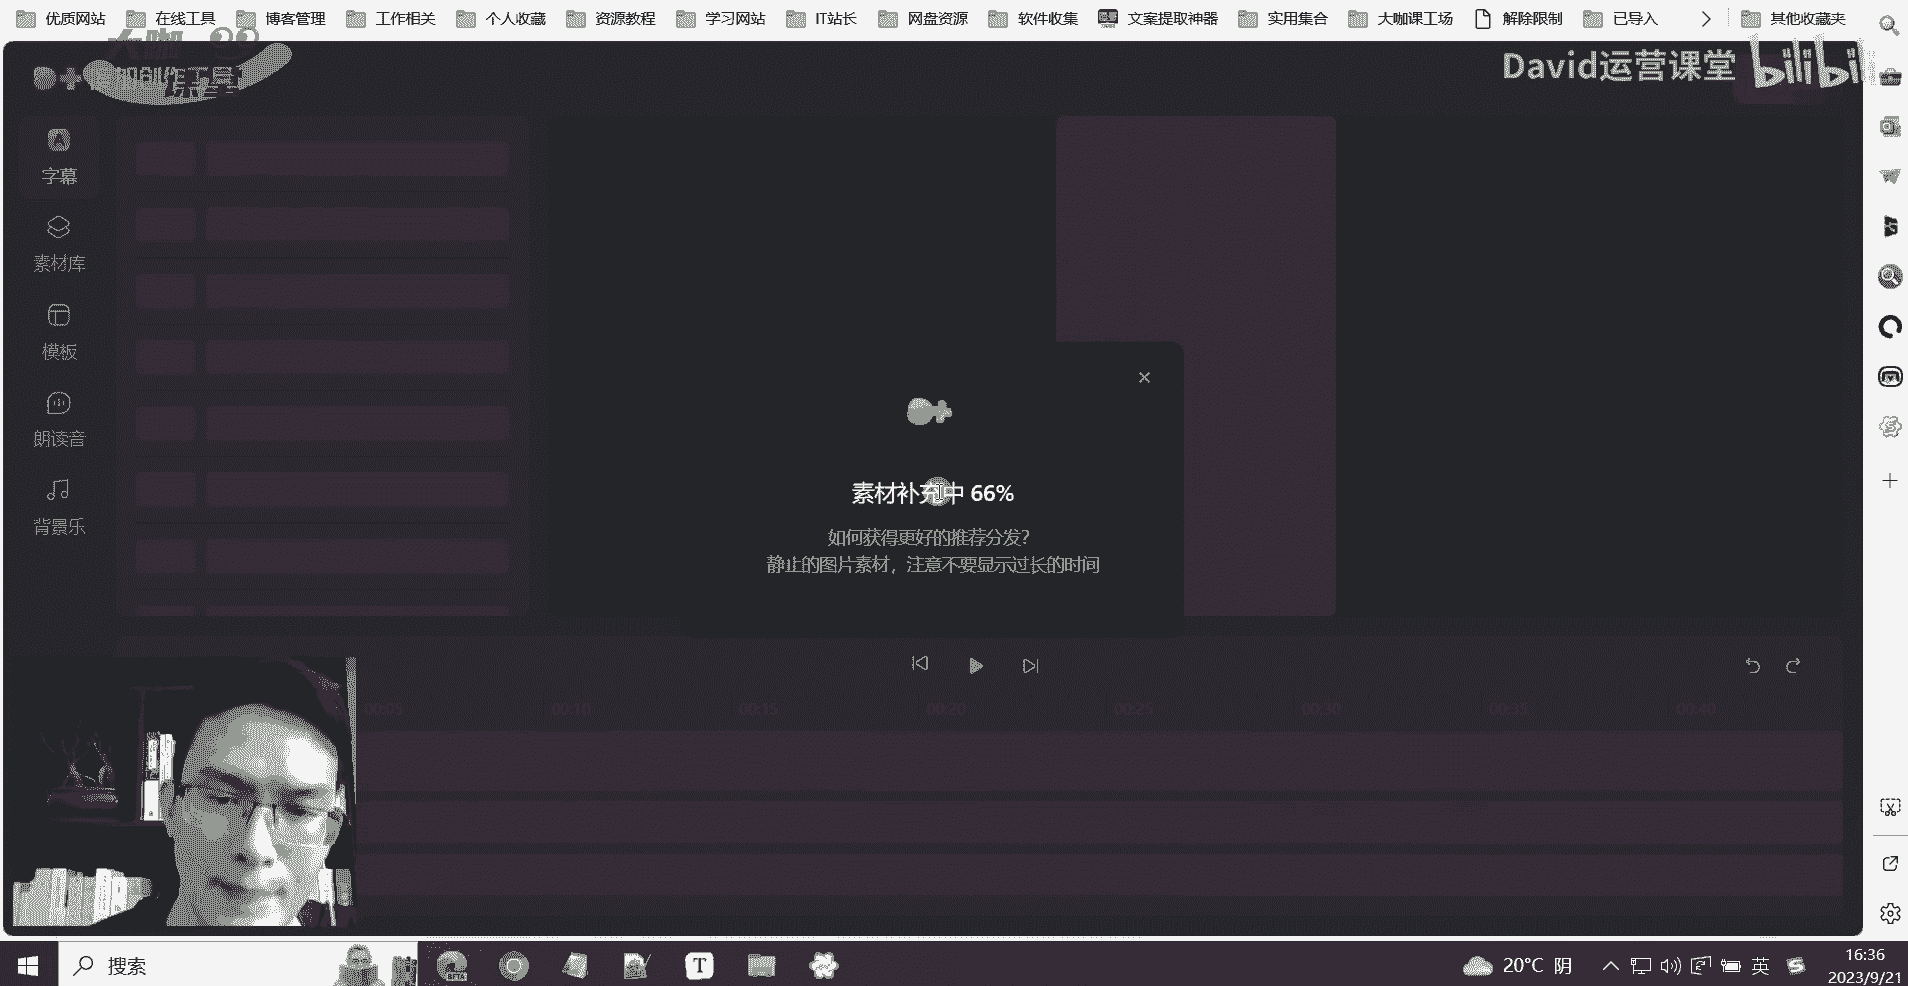 优质网站 在线工具 博客管理 工作相关 个人收藏 资源教程 学习网站 IT站长 网盘资源 软件收集 文案提取神器 实用集合 大咖课工场 解除限制 已导入 其他收藏夹
大咖
David运营课堂 bilibili
字幕
素材库
模板
朗读音
背景乐
素材补充中 66%
如何获得更好的推荐分发?
静止的图片素材，注意不要显示过长的时间
00:05 00:10 00:15 00:20 00:25 00:30 00:35 00:40
搜索
BETA
T
20°C 阴
英
16:36
2023/9/21